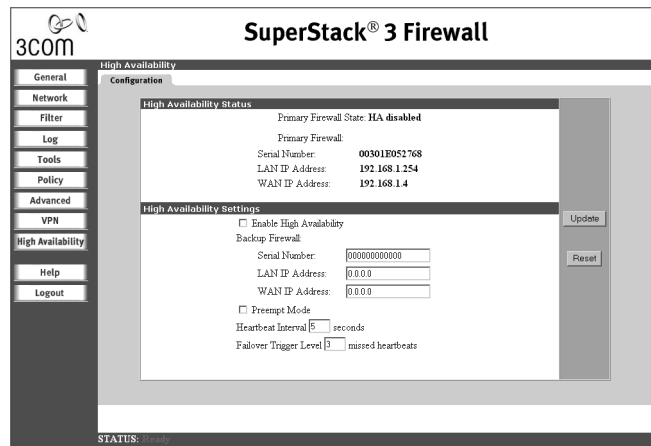 3COM
SuperStack® 3 Firewall
High Availability
Configuration
General
Network
Filter
Log
Tools
Policy
Advanced
VPN
High Availability
Help
Logout
High Availability Status
Primary Firewall State: HA disabled
Primary Firewall:
Serial Number: 00301E052768
LAN IP Address: 192.168.1.254
WAN IP Address: 192.168.1.4
High Availability Settings
Enable High Availability
Backup Firewall:
Serial Number: 000000000000
LAN IP Address: 0.0.0.0
WAN IP Address: 0.0.0.0
Preempt Mode
Heartbeat Interval 5 seconds
Failover Trigger Level 3 missed heartbeats
Update
Reset
STATUS: Ready